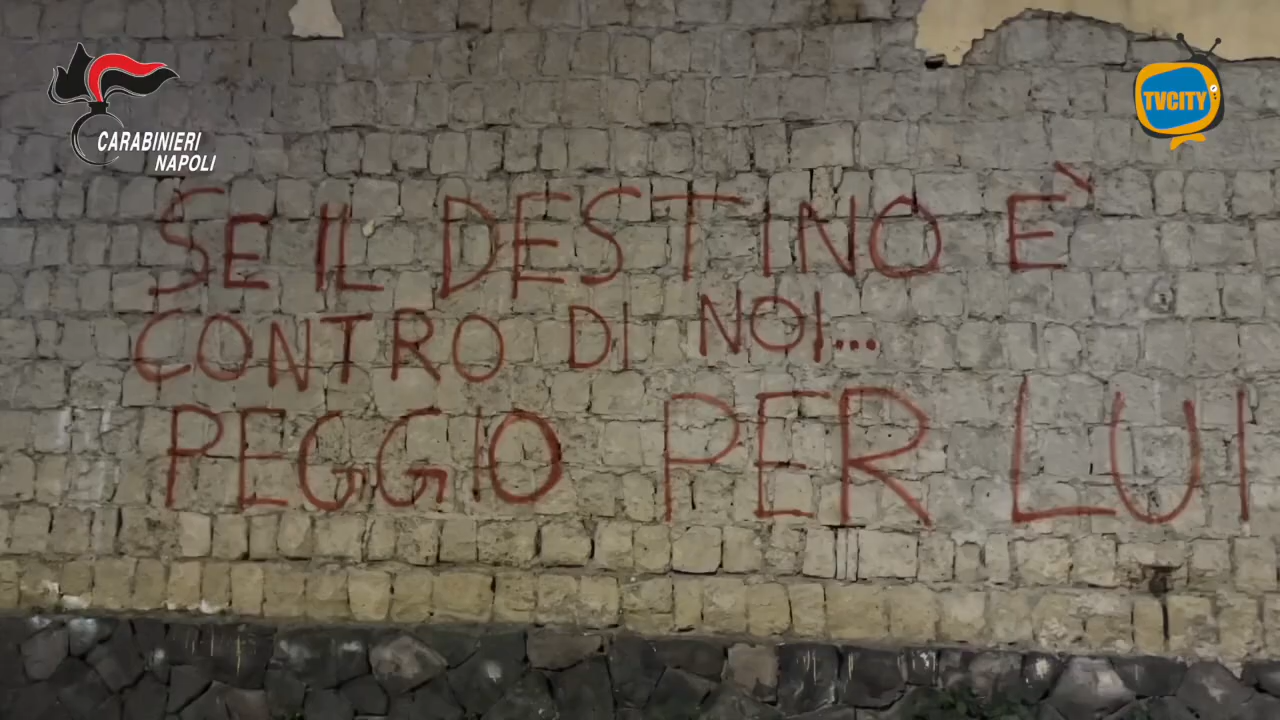 CARABINIERI
NAPOLI
TVCITY
SE IL DESTINO È
CONTRO DI NOI...
PEGGIO PER LUI